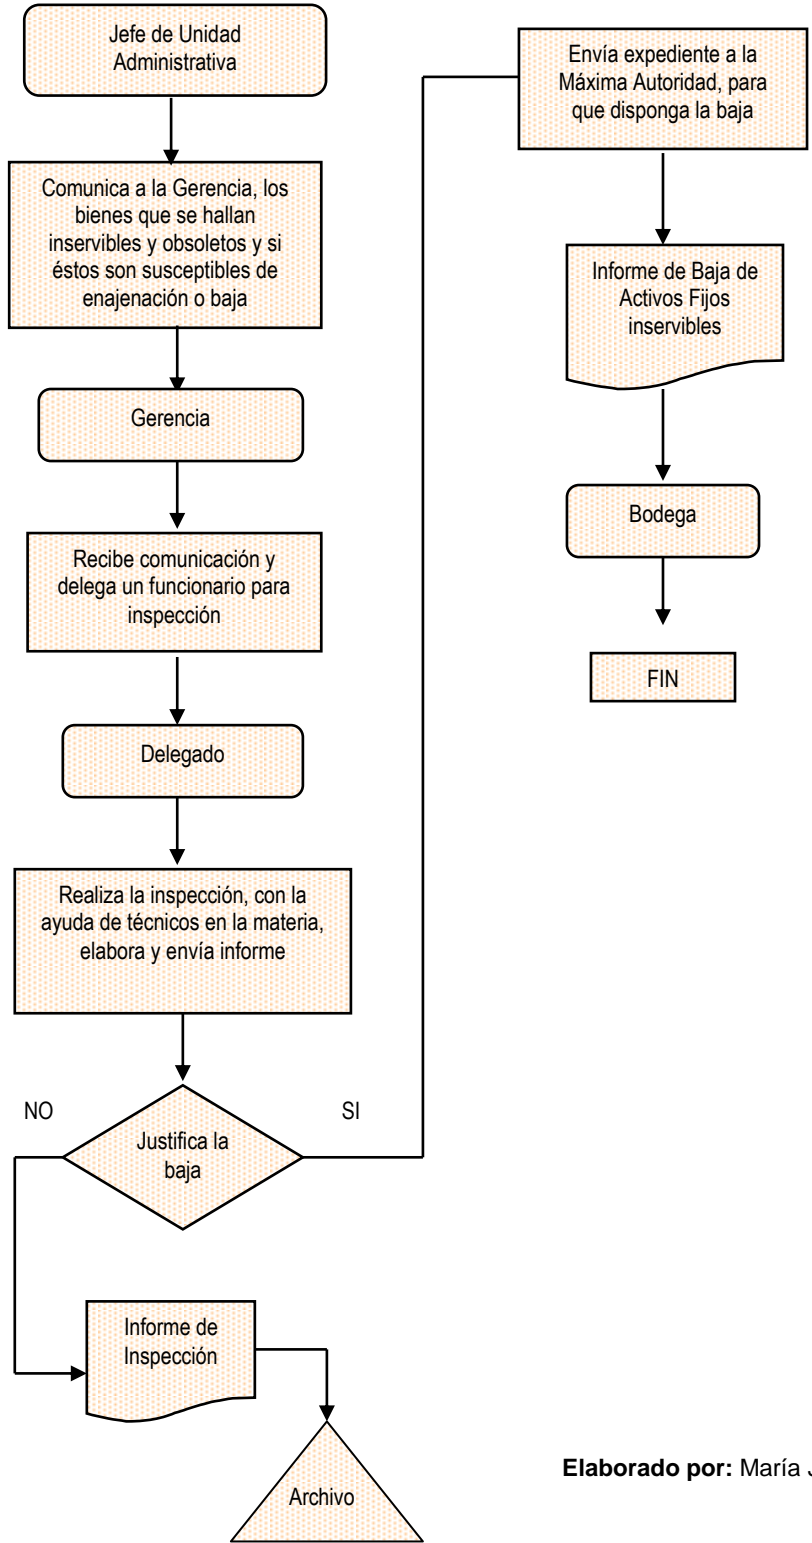 Jefe de Unidad
Administrativa
Comunica a la Gerencia, los
bienes que se hallan
inservibles y obsoletos y si
éstos son susceptibles de
enajenación o baja
Gerencia
Recibe comunicación y
delega un funcionario para
inspección
Delegado
Realiza la inspección, con la
ayuda de técnicos en la materia,
elabora y envía informe
NO
SI
Justifica la
baja
Informe de
Inspección
Archivo
Envía expediente a la
Máxima Autoridad, para
que disponga la baja
Informe de Baja de
Activos Fijos
inservibles
Bodega
FIN
Elaborado por: María